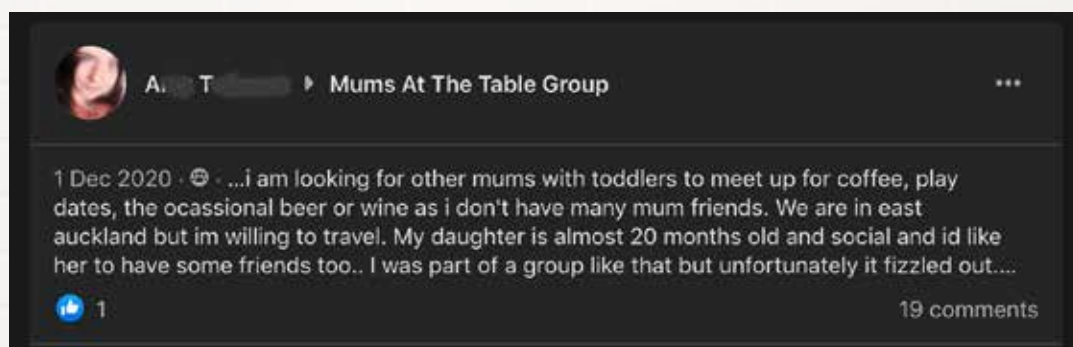 A. T ▸ Mums At The Table Group
1 Dec 2020 · ...i am looking for other mums with toddlers to meet up for coffee, play
dates, the ocassional beer or wine as i don't have many mum friends. We are in east
auckland but im willing to travel. My daughter is almost 20 months old and social and id like
her to have some friends too.. I was part of a group like that but unfortunately it fizzled out....
1
19 comments